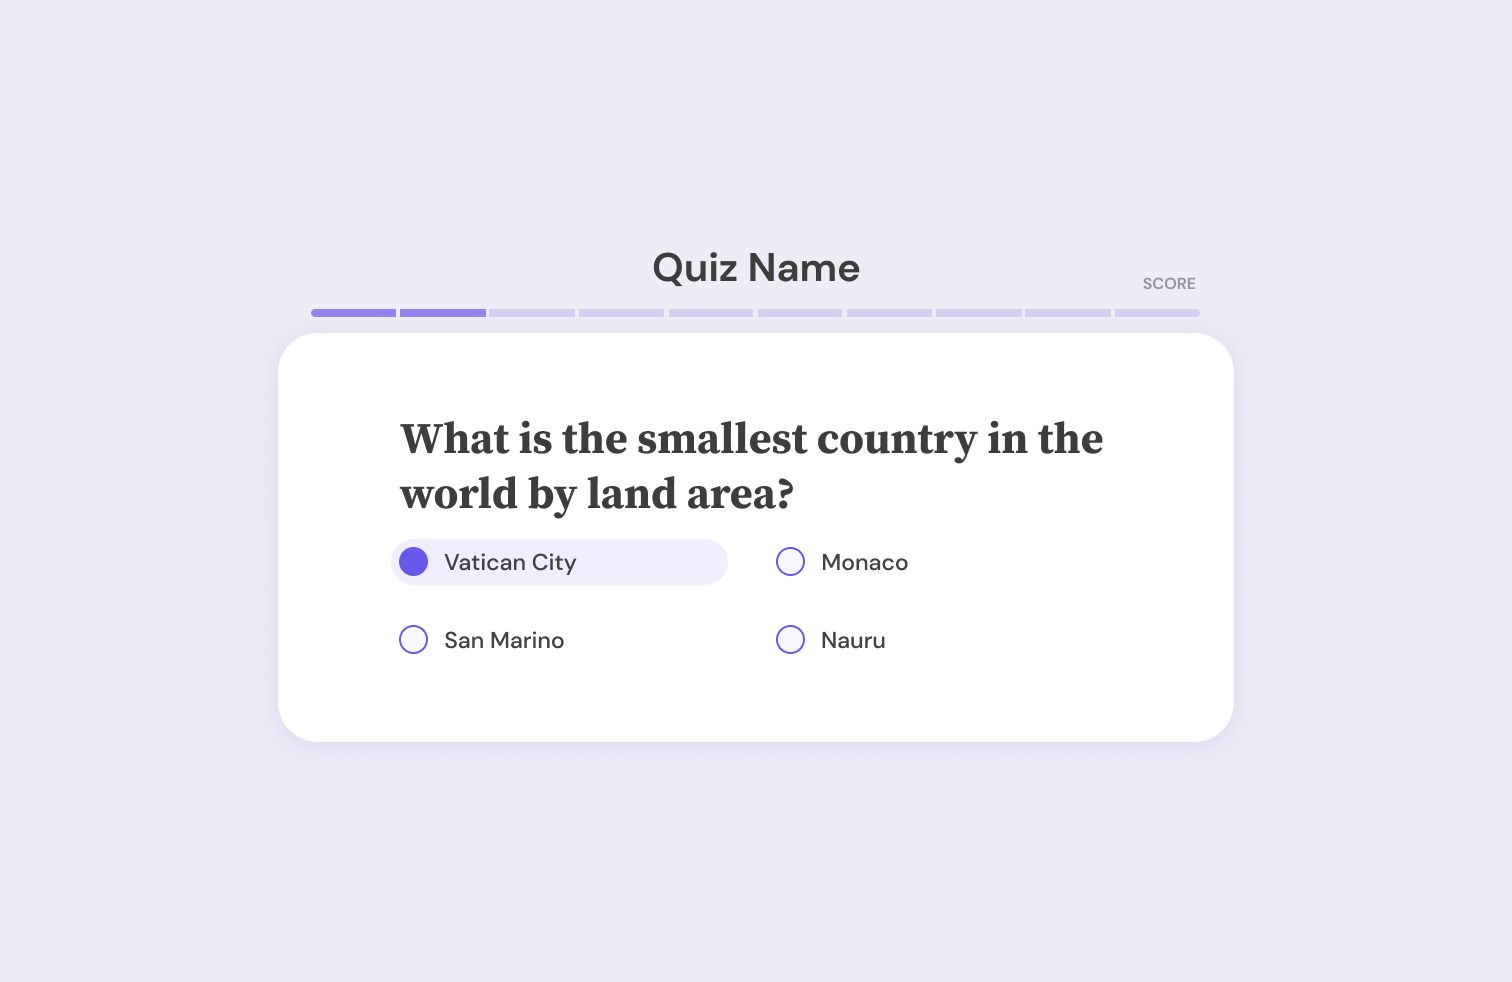 Quiz Name
SCORE
What is the smallest country in the
world by land area?
Vatican City
Monaco
San Marino
Nauru